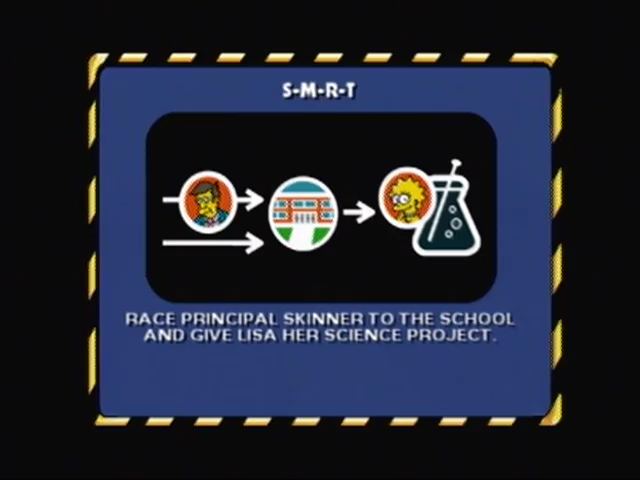 S-M-R-T
RACE PRINCIPAL SKINNER TO THE SCHOOL
AND GIVE LISA HER SCIENCE PROJECT.